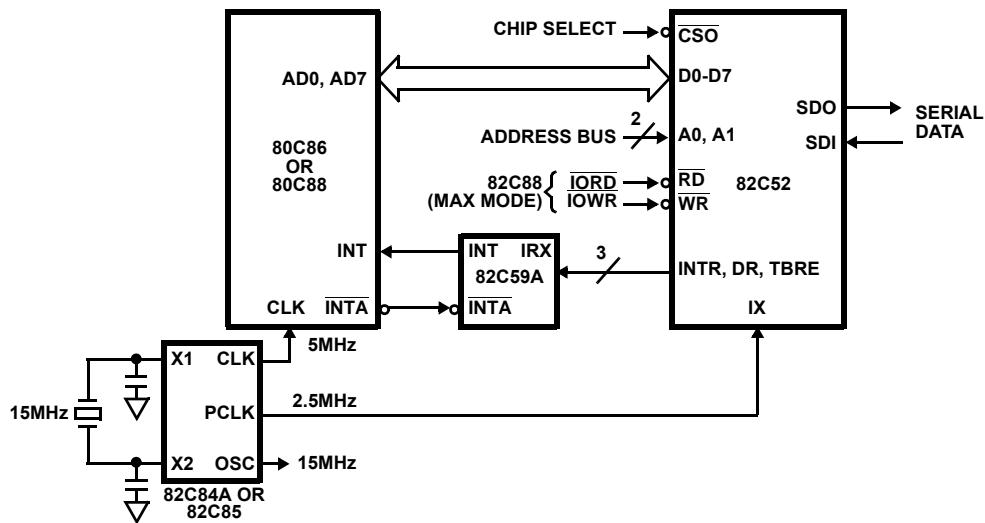 CHIP SELECT
CSO
AD0, AD7
D0-D7
SDO
SERIAL
DATA
SDI
2
ADDRESS BUS
A0, A1
80C86
OR
80C88
82C88
(MAX MODE)
IORD
IOWR
RD
WR
82C52
INT
INT
IRX
82C59A
3
INTR, DR, TBRE
CLK
INTA
INTA
IX
5MHz
X1
CLK
15MHz
PCLK
2.5MHz
X2
OSC
15MHz
82C84A OR
82C85